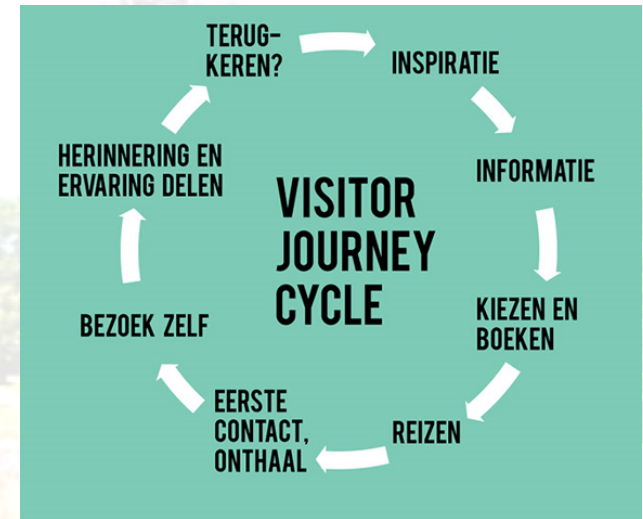 TERUG-
KEREN?
INSPIRATIE
INFORMATIE
KIEZEN EN
BOEKEN
REIZEN
EERSTE
CONTACT,
ONTHAAL
BEZOEK ZELF
HERINNERING EN
ERVARING DELEN
VISITOR
JOURNEY
CYCLE